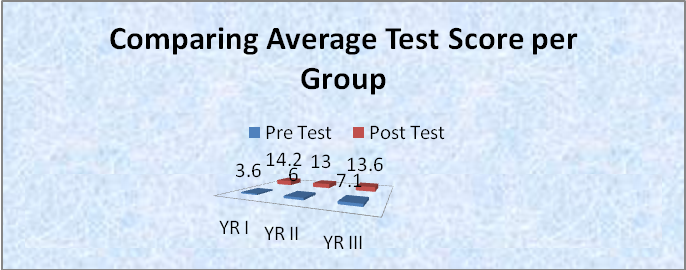 Comparing Average Test Score per
Group
Pre Test Post Test
14.2 13 13.6
3.6 6 7.1
YR I YR II YR III